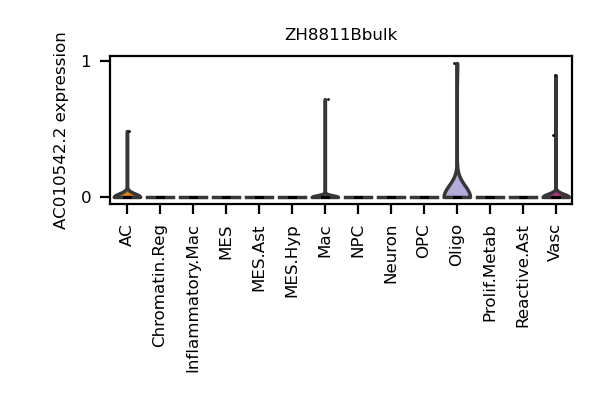 ZH8811Bbulk
AC010542.2 expression
1
0
AC
Chromatin.Reg
Inflammatory.Mac
MES
MES.Ast
MES.Hyp
Mac
NPC
Neuron
OPC
Oligo
Prolif.Metab
Reactive.Ast
Vasc